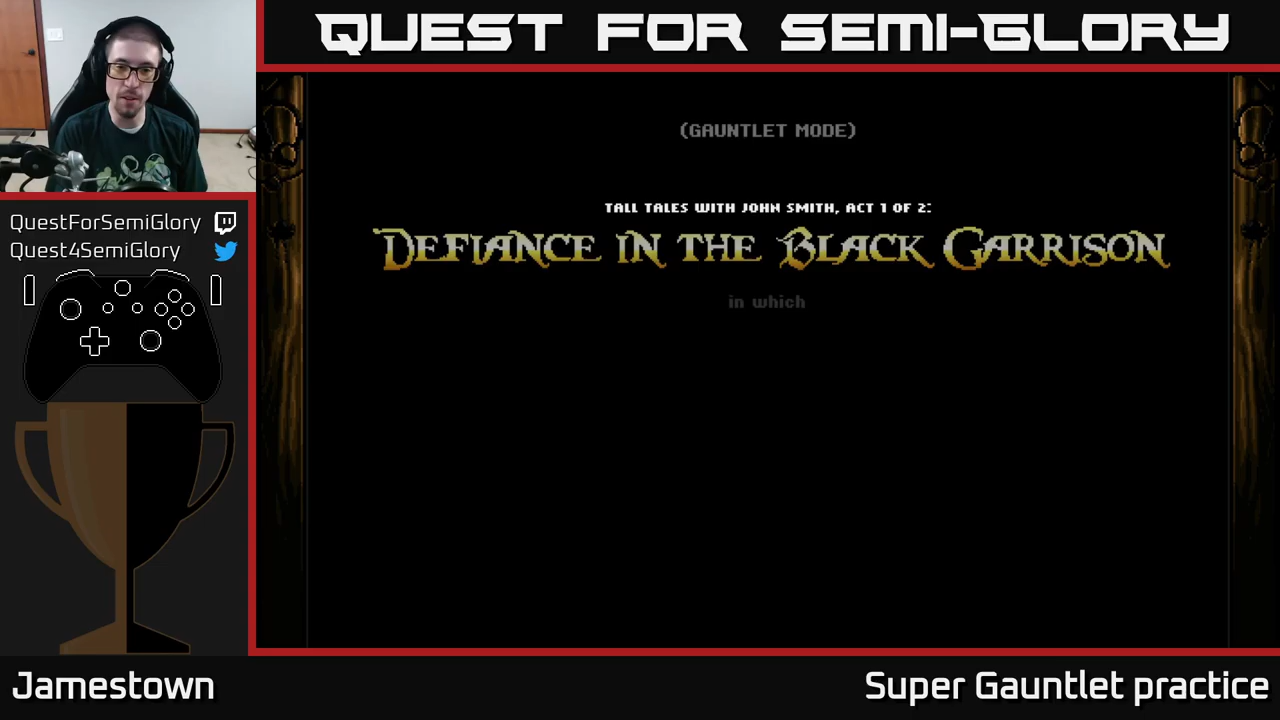 QUEST FOR SEMI-GLORY
(GAUNTLET MODE)
TALL TALES WITH JOHN SMITH, ACT 1 OF 2:
DEFIANCE IN THE BLACK GARRISON
in which
QuestForSemiGlory
Quest4SemiGlory
Jamestown
Super Gauntlet practice